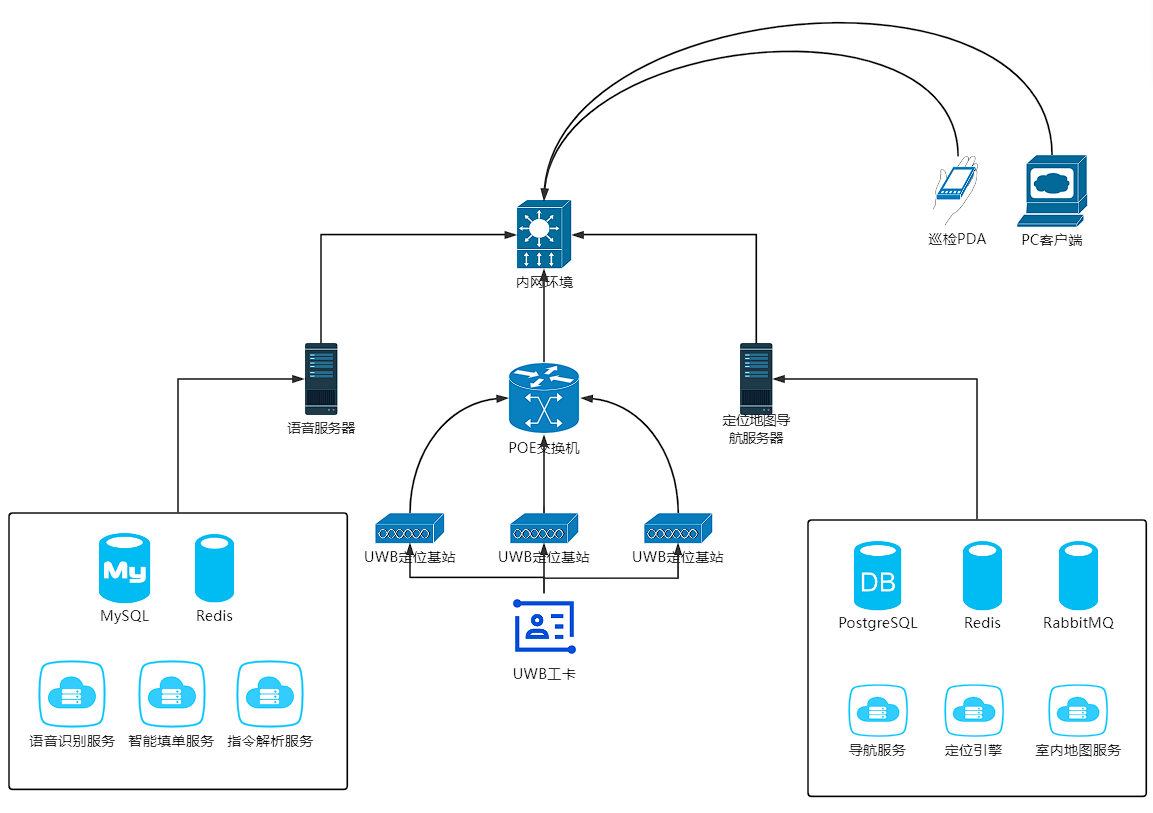 巡检PDA
PC客户端
内网环境
语音服务器
定位地图导
航服务器
POE交换机
UWB定位基站
UWB定位基站
UWB定位基站
UWB工卡
My
MySQL
Redis
语音识别服务
智能填单服务
指令解析服务
DB
PostgreSQL
Redis
RabbitMQ
导航服务
定位引擎
室内地图服务